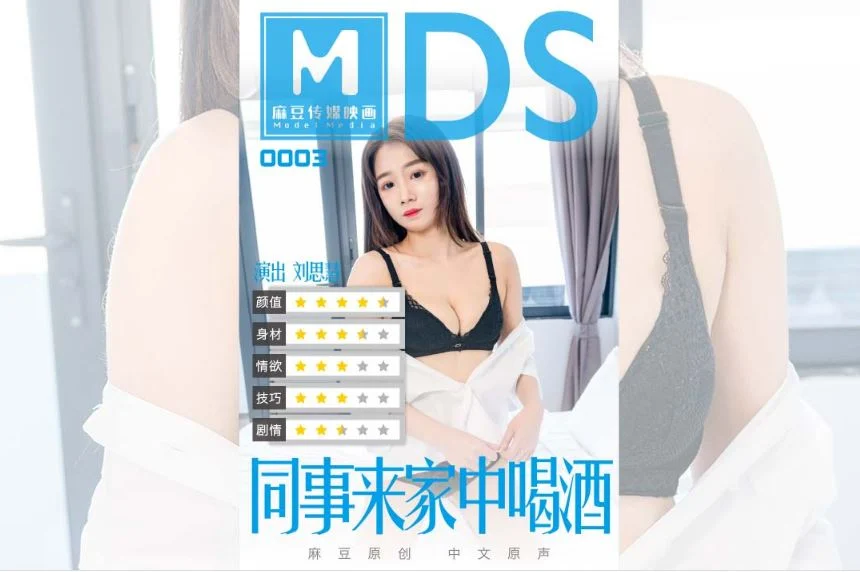 MDS
麻豆传媒映画
Model Media
0003
演出 刘思慧
颜值
身材
情欲
技巧
剧情
同事来家中喝酒
麻豆原创 中文原声